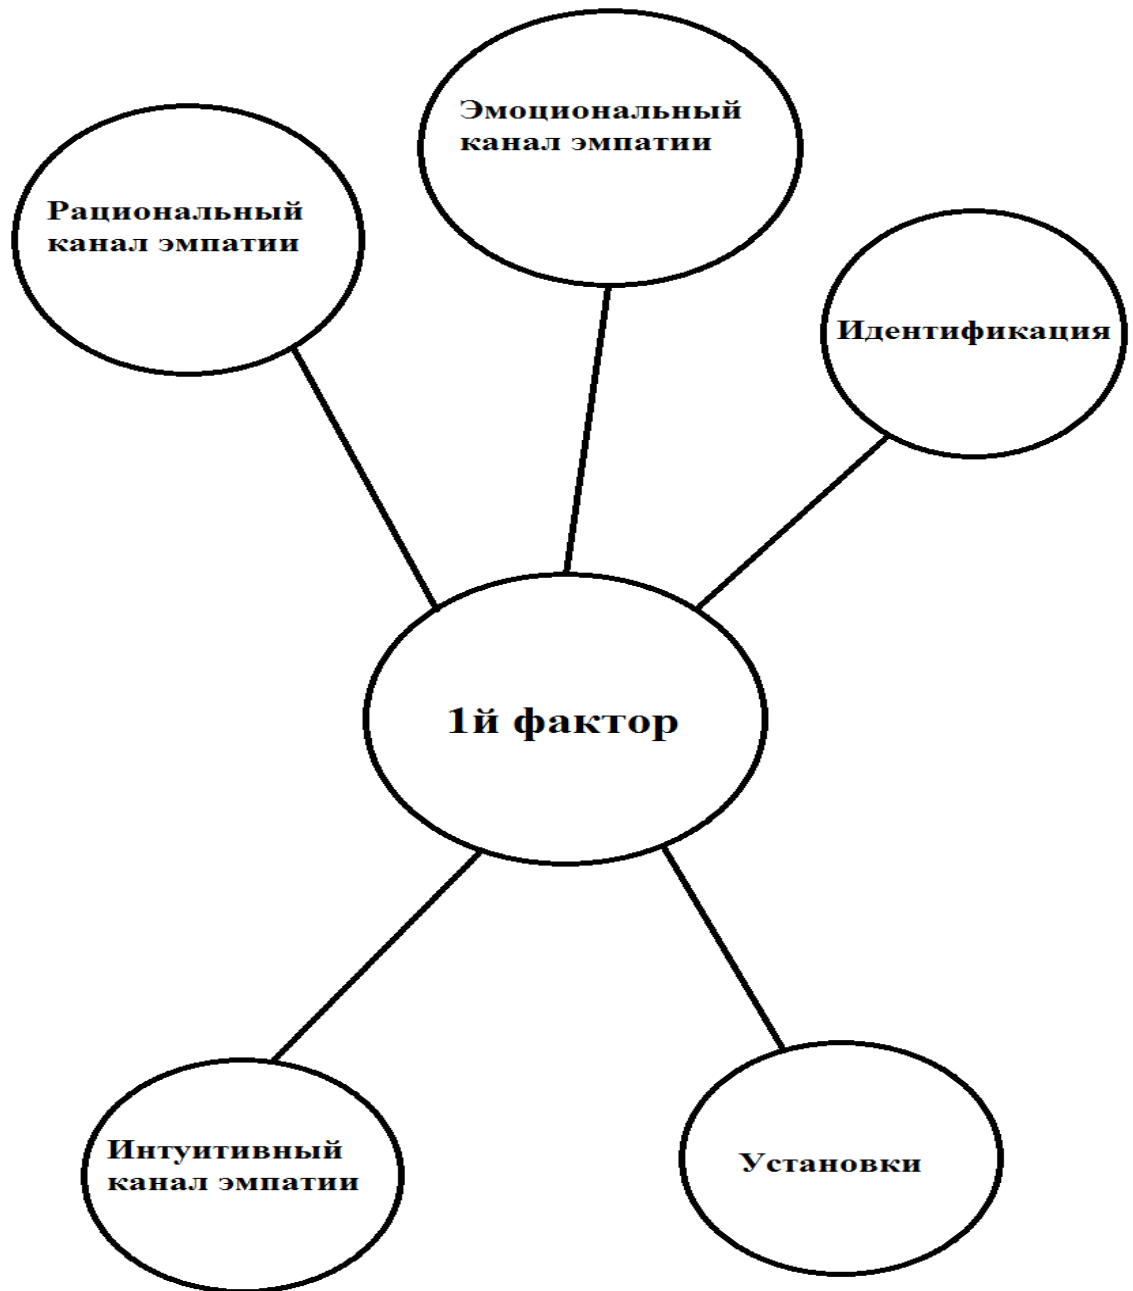 Эмоциональный
канал эмпатии
Рациональный
канал эмпатии
Идентификация
1й фактор
Интуитивный
канал эмпатии
Установки